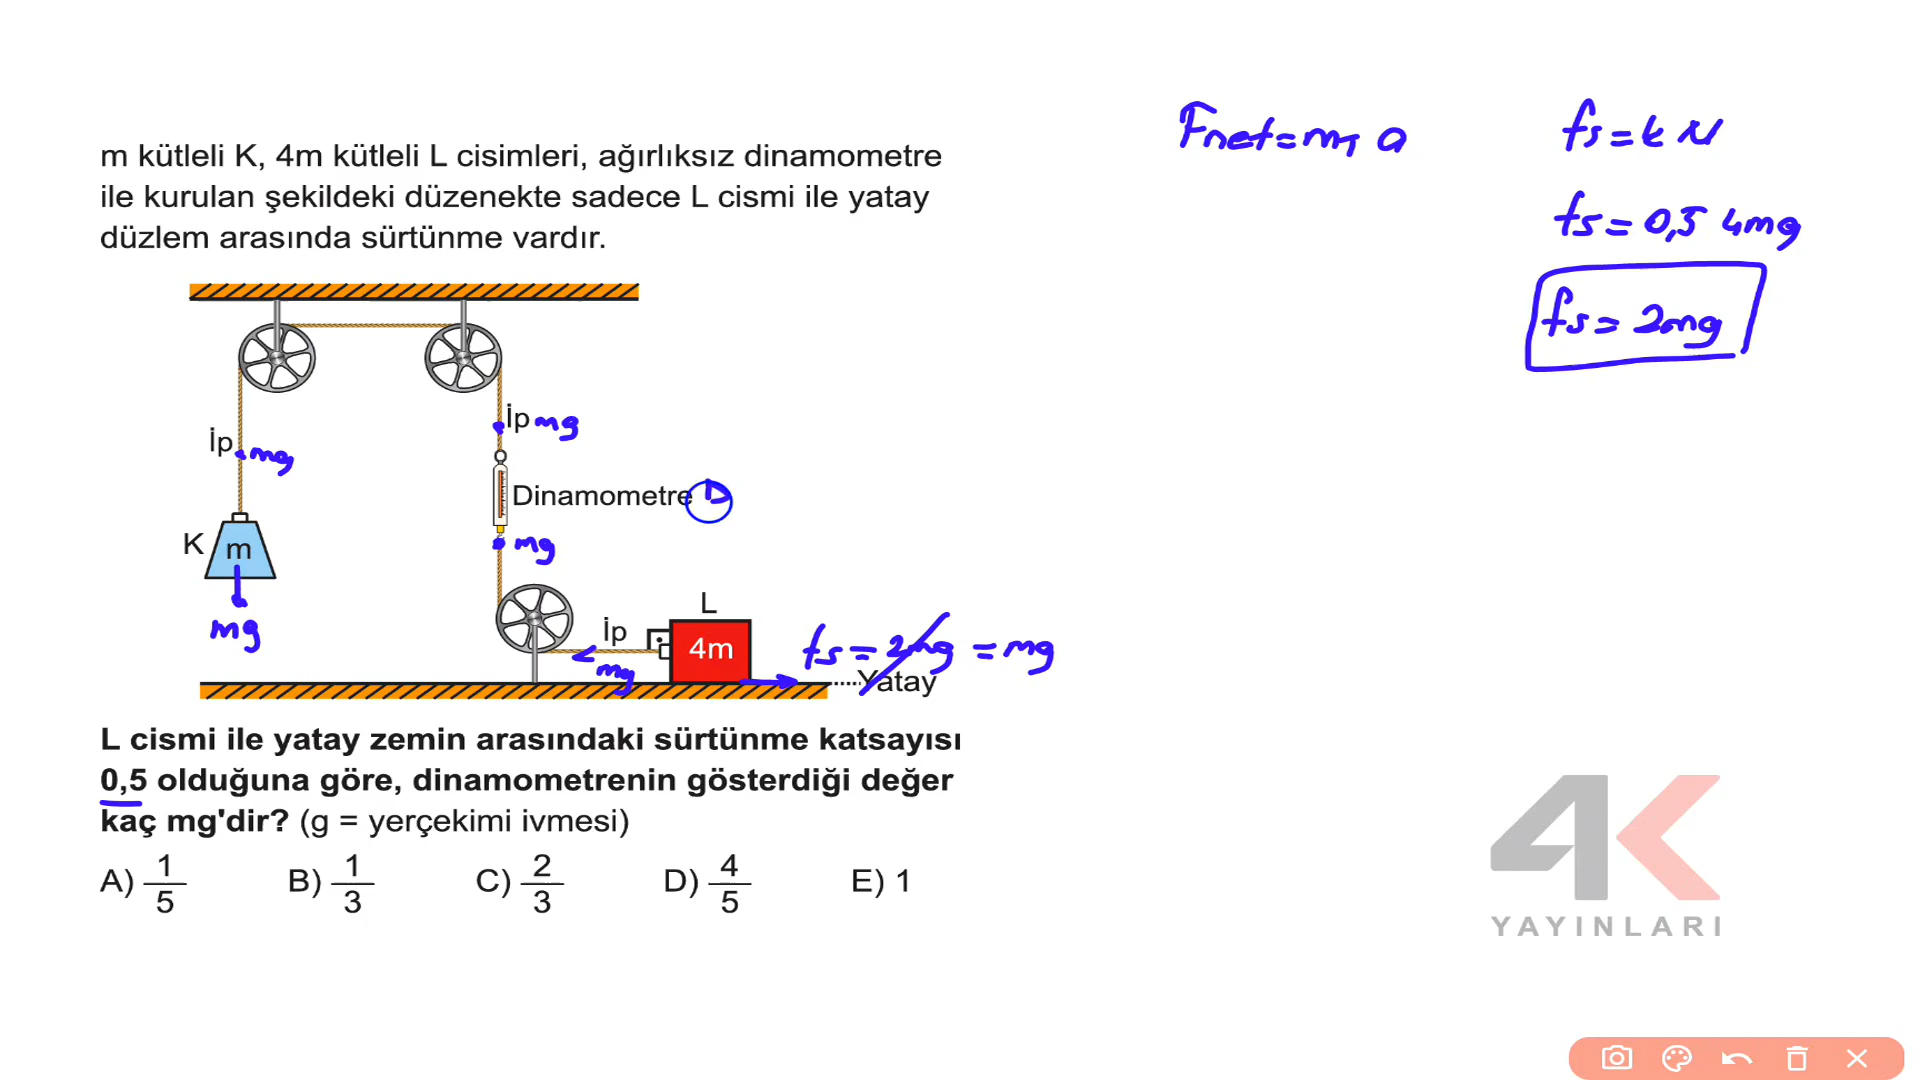 Fnet=mT a
fs=k N
m kütleli K, 4m kütleli L cisimleri, ağırlıksız dinamometre
ile kurulan şekildeki düzenekte sadece L cismi ile yatay
düzlem arasında sürtünme vardır.
fs=0,5 4mg
fs=2mg
İp mg
İp mg
Dinamometre D
K m
mg
mg
L
İp
4m
fs=2mg=mg
mg
Yatay
L cismi ile yatay zemin arasındaki sürtünme katsayısı
0,5 olduğuna göre, dinamometrenin gösterdiği değer
kaç mg'dir? (g = yerçekimi ivmesi)
A) 1/5 B) 1/3 C) 2/3 D) 4/5 E) 1
4K
YAYINLARI